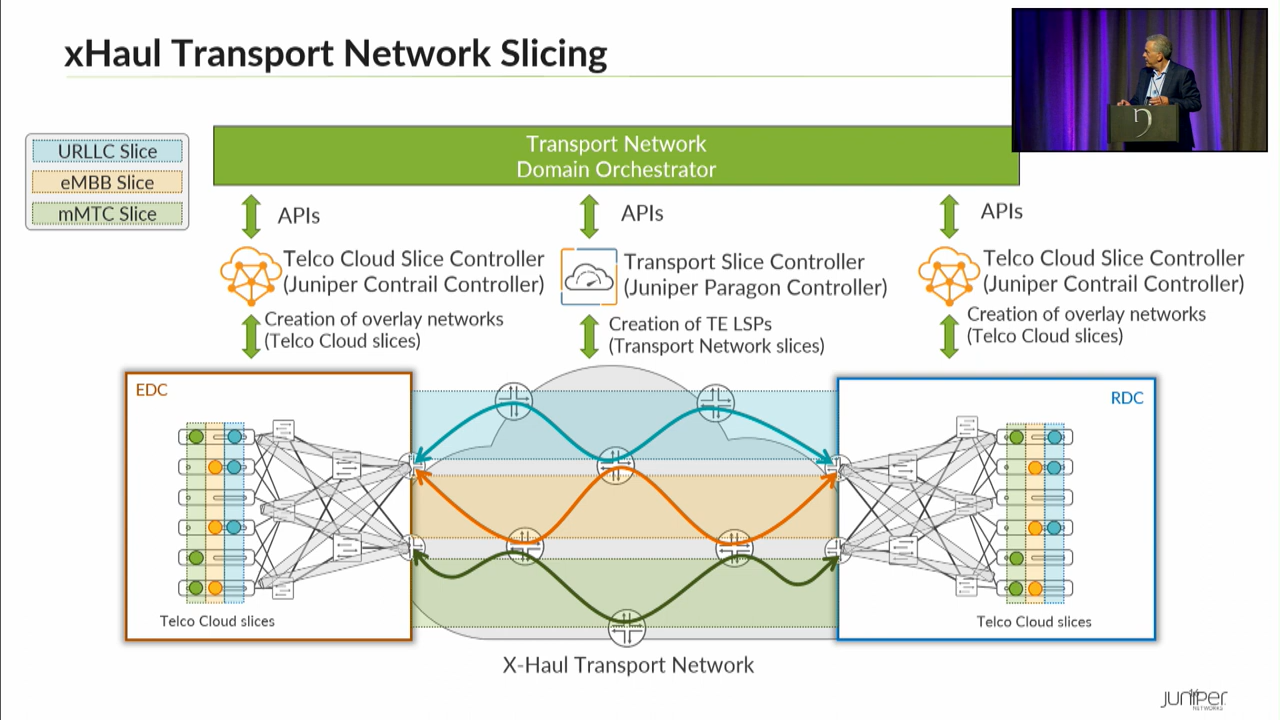 xHaul Transport Network Slicing
URLLC Slice
eMBB Slice
mMTC Slice
Transport Network
Domain Orchestrator
APIs
APIs
APIs
Telco Cloud Slice Controller
(Juniper Contrail Controller)
Transport Slice Controller
(Juniper Paragon Controller)
Telco Cloud Slice Controller
(Juniper Contrail Controller)
Creation of overlay networks
(Telco Cloud slices)
Creation of TE LSPs
(Transport Network slices)
Creation of overlay networks
(Telco Cloud slices)
EDC
RDC
Telco Cloud slices
Telco Cloud slices
X-Haul Transport Network
JUNIPER
NETWORKS